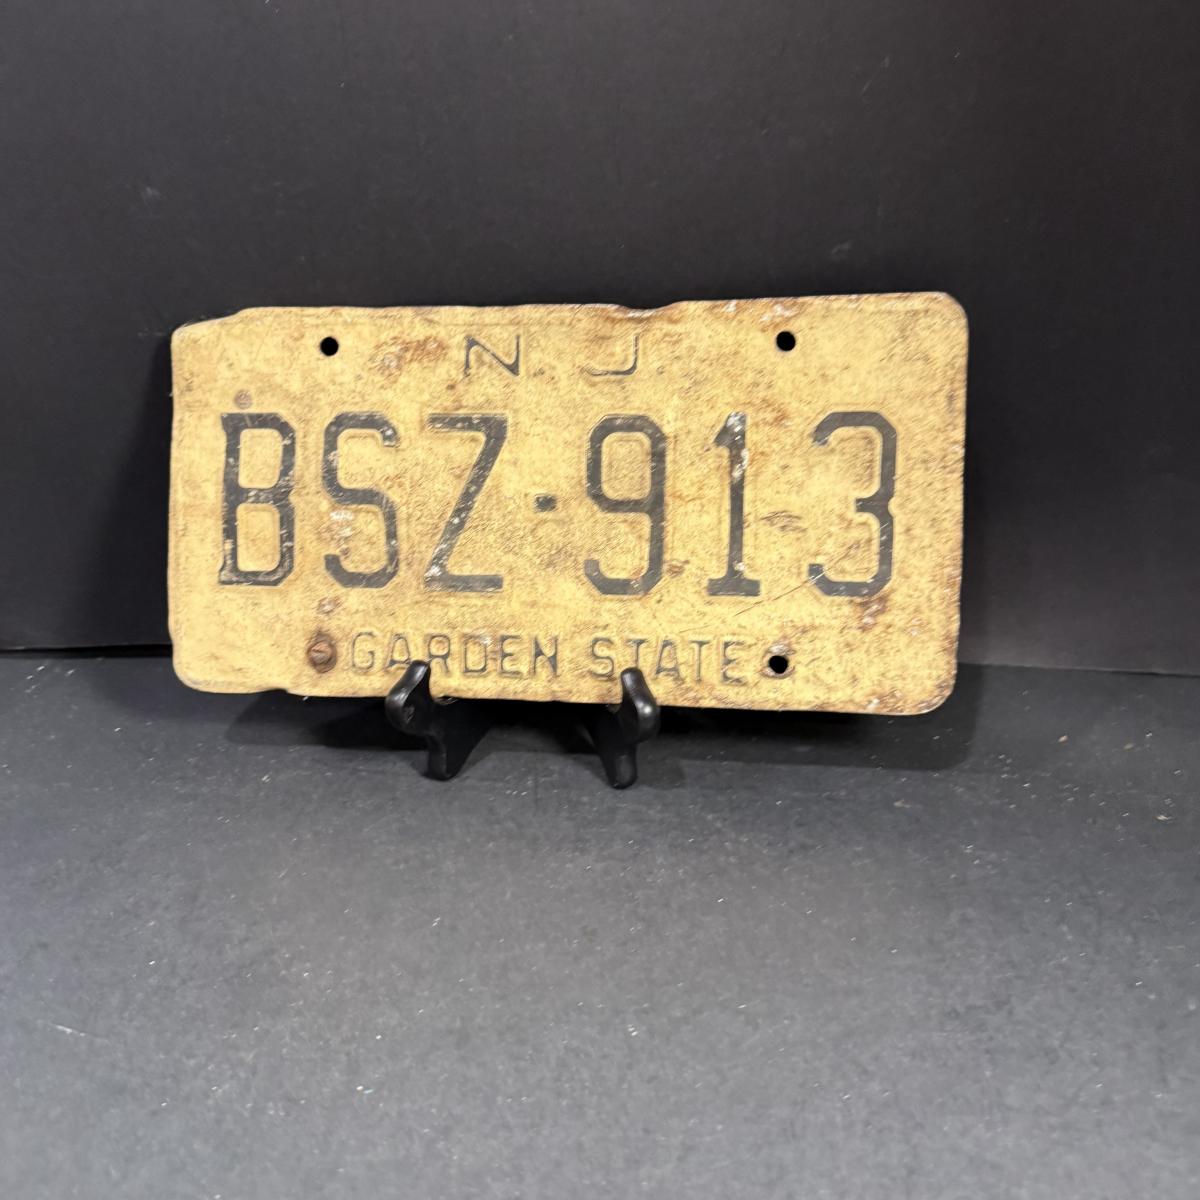 N. J.
BSZ-913
GARDEN STATE